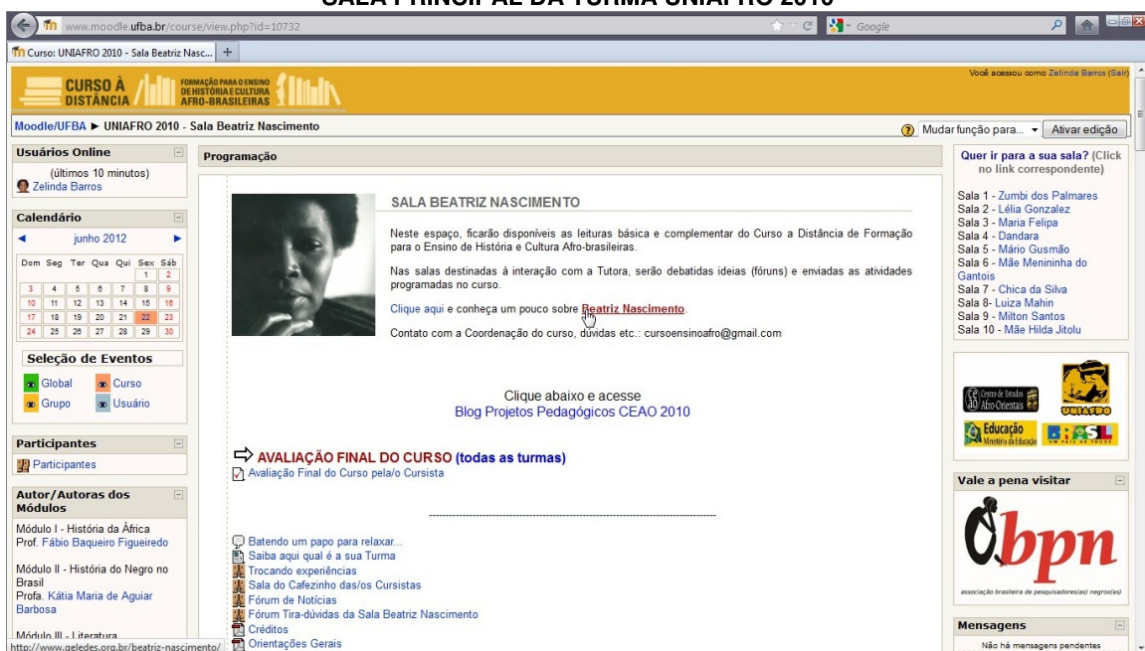 SALA PRINCIPAL DA TURMA UNIAFRO 2010
www.moodle.ufba.br/course/view.php?id=10732
Google
Curso: UNIAFRO 2010 - Sala Beatriz Nasc...
CURSO À
DISTÂNCIA
FORMAÇÃO PARA O ENSINO
DE HISTÓRIA E CULTURA
AFRO-BRASILEIRAS
Você acessou como Zelinda Barros (Sair)
Moodle/UFBA ► UNIAFRO 2010 - Sala Beatriz Nascimento
Mudar função para...
Ativar edição
Usuários Online
(últimos 10 minutos)
Zelinda Barros
Calendário
junho 2012
Dom Seg Ter Qua Qui Sex Sáb
1 2
3 4 5 6 7 8 9
10 11 12 13 14 15 16
17 18 19 20 21 22 23
24 25 26 27 28 29 30
Seleção de Eventos
Global Curso
Grupo Usuário
Participantes
Participantes
Autor/Autoras dos
Módulos
Módulo I - História da África
Prof. Fábio Baqueiro Figueiredo
Módulo II - História do Negro no
Brasil
Profa. Kátia Maria de Aguiar
Barbosa
Módulo III - Literatura
http://www.geledes.org.br/beatriz-nascimento/
Programação
SALA BEATRIZ NASCIMENTO
Neste espaço, ficarão disponíveis as leituras básica e complementar do Curso a Distância de Formação
para o Ensino de História e Cultura Afro-brasileiras.
Nas salas destinadas à interação com a Tutora, serão debatidas ideias (fóruns) e enviadas as atividades
programadas no curso.
Clique aqui e conheça um pouco sobre Beatriz Nascimento.
Contato com a Coordenação do curso, dúvidas etc.: cursoensinoafro@gmail.com
Clique abaixo e acesse
Blog Projetos Pedagógicos CEAO 2010
AVALIAÇÃO FINAL DO CURSO (todas as turmas)
Avaliação Final do Curso pela/o Cursista
Batendo um papo para relaxar...
Saiba aqui qual é a sua Turma
Trocando experiências
Sala do Cafezinho das/os Cursistas
Fórum de Notícias
Fórum Tira-dúvidas da Sala Beatriz Nascimento
Créditos
Orientações Gerais
Quer ir para a sua sala? (Click
no link correspondente)
Sala 1 - Zumbi dos Palmares
Sala 2 - Lélia Gonzalez
Sala 3 - Maria Felipa
Sala 4 - Dandara
Sala 5 - Mário Gusmão
Sala 6 - Mãe Menininha do
Gantois
Sala 7 - Chica da Silva
Sala 8- Luiza Mahin
Sala 9 - Milton Santos
Sala 10 - Mãe Hilda Jitolu
Centro de Estudos
Afro-Orientais
UNIAFRO
Educação
Ministério da Educação
BRASIL
Vale a pena visitar
abpn
associação brasileira de pesquisadores(as) negros(as)
Mensagens
Não há mensagens pendentes